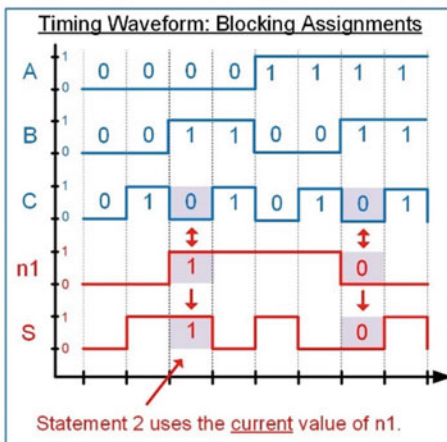 Timing Waveform: Blocking Assignments
A 1 0 0 0 0 0 1 1 1 1
B 1 0 0 0 1 1 0 0 1 1
C 1 0 0 1 0 1 0 1 0 1
n1 1 0 1 0
S 1 0 1 0
Statement 2 uses the current value of n1.